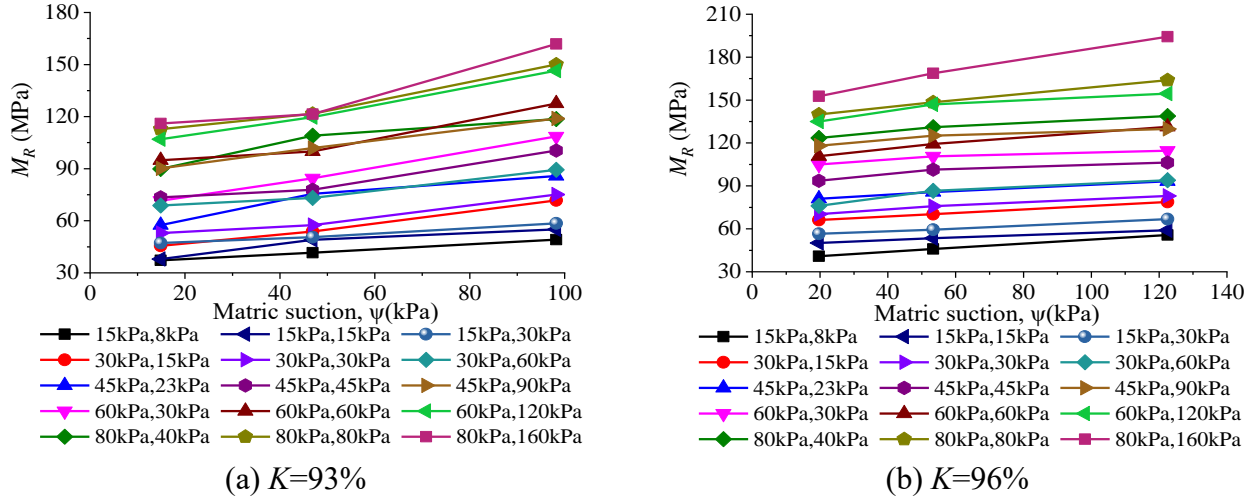 180
150
120
90
60
30
M_R (MPa)
0 20 40 60 80 100
Matric suction, ψ(kPa)
15kPa,8kPa 15kPa,15kPa 15kPa,30kPa
30kPa,15kPa 30kPa,30kPa 30kPa,60kPa
45kPa,23kPa 45kPa,45kPa 45kPa,90kPa
60kPa,30kPa 60kPa,60kPa 60kPa,120kPa
80kPa,40kPa 80kPa,80kPa 80kPa,160kPa
(a) K=93%
210
180
150
120
90
60
30
M_R (MPa)
0 20 40 60 80 100 120 140
Matric suction, ψ(kPa)
15kPa,8kPa 15kPa,15kPa 15kPa,30kPa
30kPa,15kPa 30kPa,30kPa 30kPa,60kPa
45kPa,23kPa 45kPa,45kPa 45kPa,90kPa
60kPa,30kPa 60kPa,60kPa 60kPa,120kPa
80kPa,40kPa 80kPa,80kPa 80kPa,160kPa
(b) K=96%